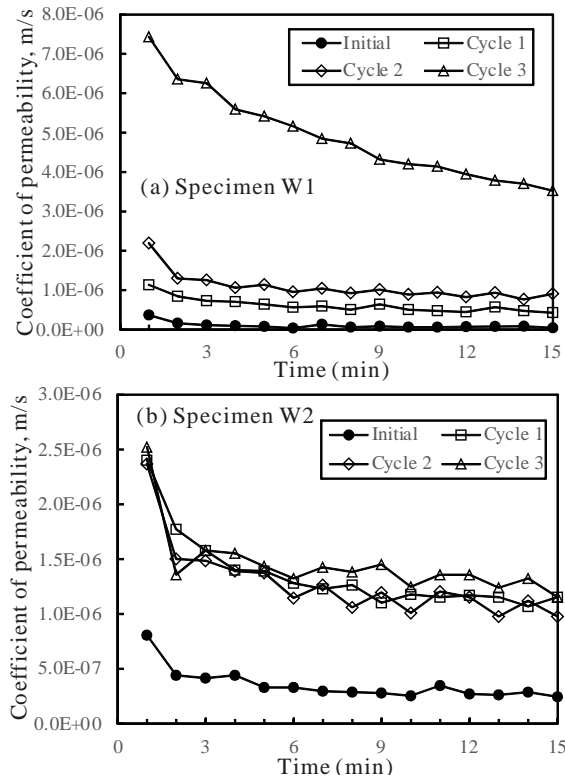 8.0E-06
7.0E-06
6.0E-06
5.0E-06
4.0E-06
3.0E-06
2.0E-06
1.0E-06
0.0E+00
Coefficient of permeability, m/s
Initial
Cycle 1
Cycle 2
Cycle 3
(a) Specimen W1
0 3 6 9 12 15
Time (min)
3.0E-06
2.5E-06
2.0E-06
1.5E-06
1.0E-06
5.0E-07
0.0E+00
Coefficient of permeability, m/s
(b) Specimen W2
Initial
Cycle 1
Cycle 2
Cycle 3
0 3 6 9 12 15
Time (min)